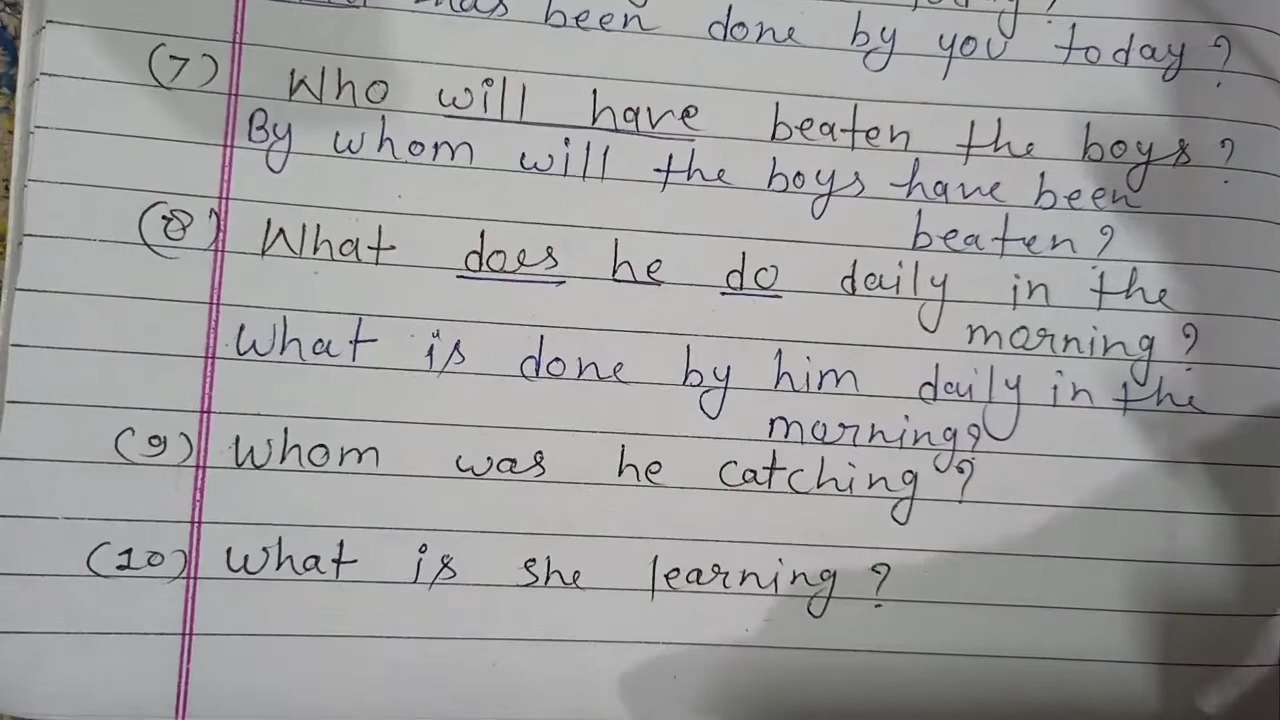 has been done by you today?
(7) Who will have beaten the boys?
By whom will the boys have been
beaten?
(8) What does he do daily in the
morning?
What is done by him daily in the
morning?
(9) Whom was he catching?
(10) What is she learning?